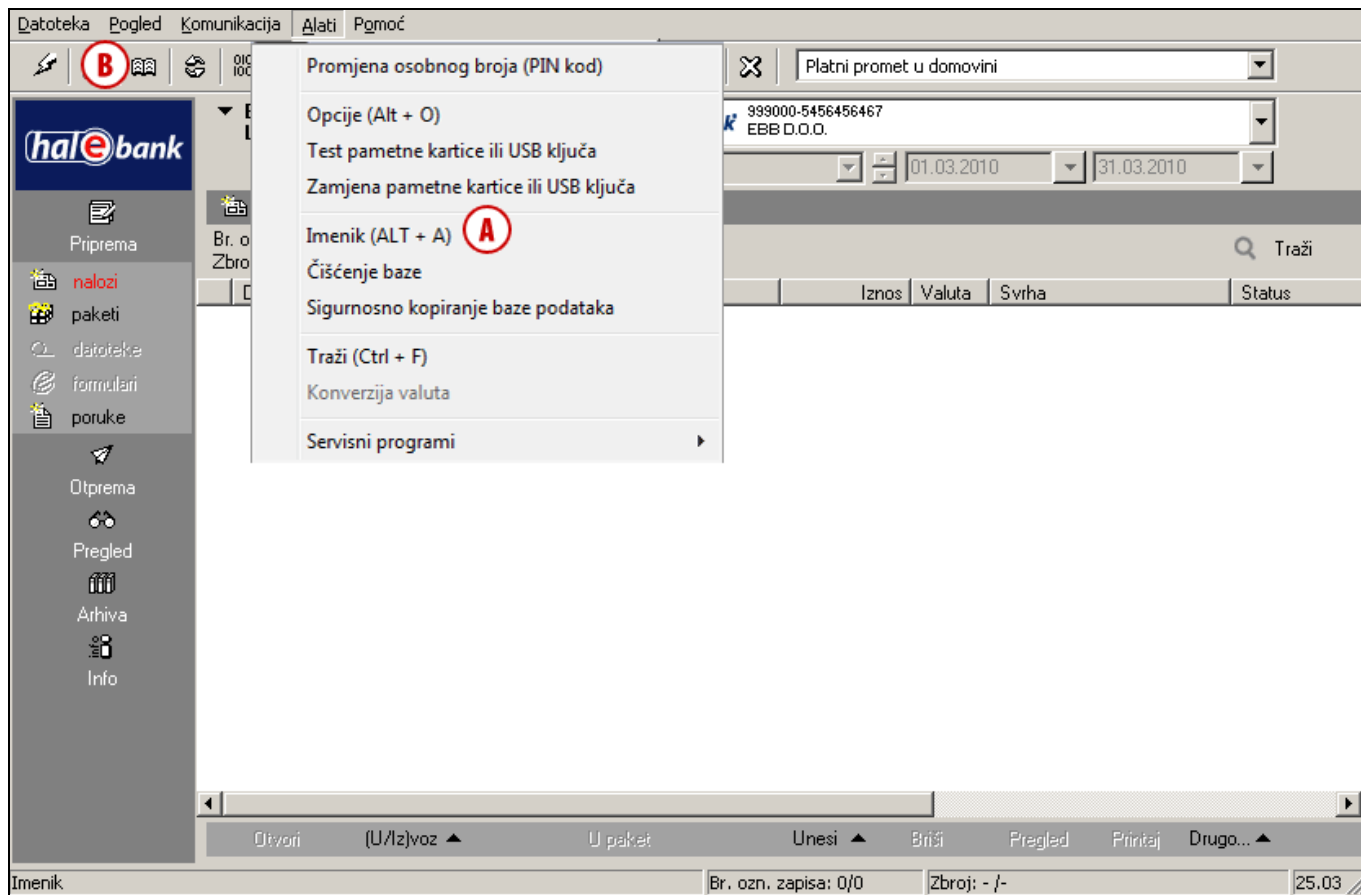 Datoteka Pogled Komunikacija Alati Pomoć
B
Platni promet u domovini
Promjena osobnog broja (PIN kod)
Opcije (Alt + O)
Test pametne kartice ili USB ključa
Zamjena pametne kartice ili USB ključa
Imenik (ALT + A) A
Čišćenje baze
Sigurnosno kopiranje baze podataka
Traži (Ctrl + F)
Konverzija valuta
Servisni programi
999000-5456456467
EBB D.O.O.
01.03.2010 31.03.2010
halebank
Priprema
nalozi
paketi
datoteke
formulari
poruke
Otprema
Pregled
Arhiva
Info
Br. o
Zbro
Traži
Iznos Valuta Svrha Status
Otvori (U/Iz)voz U paket Unesi Briši Pregled Printaj Drugo...
Imenik Br. ozn. zapisa: 0/0 Zbroj: - /- 25.03